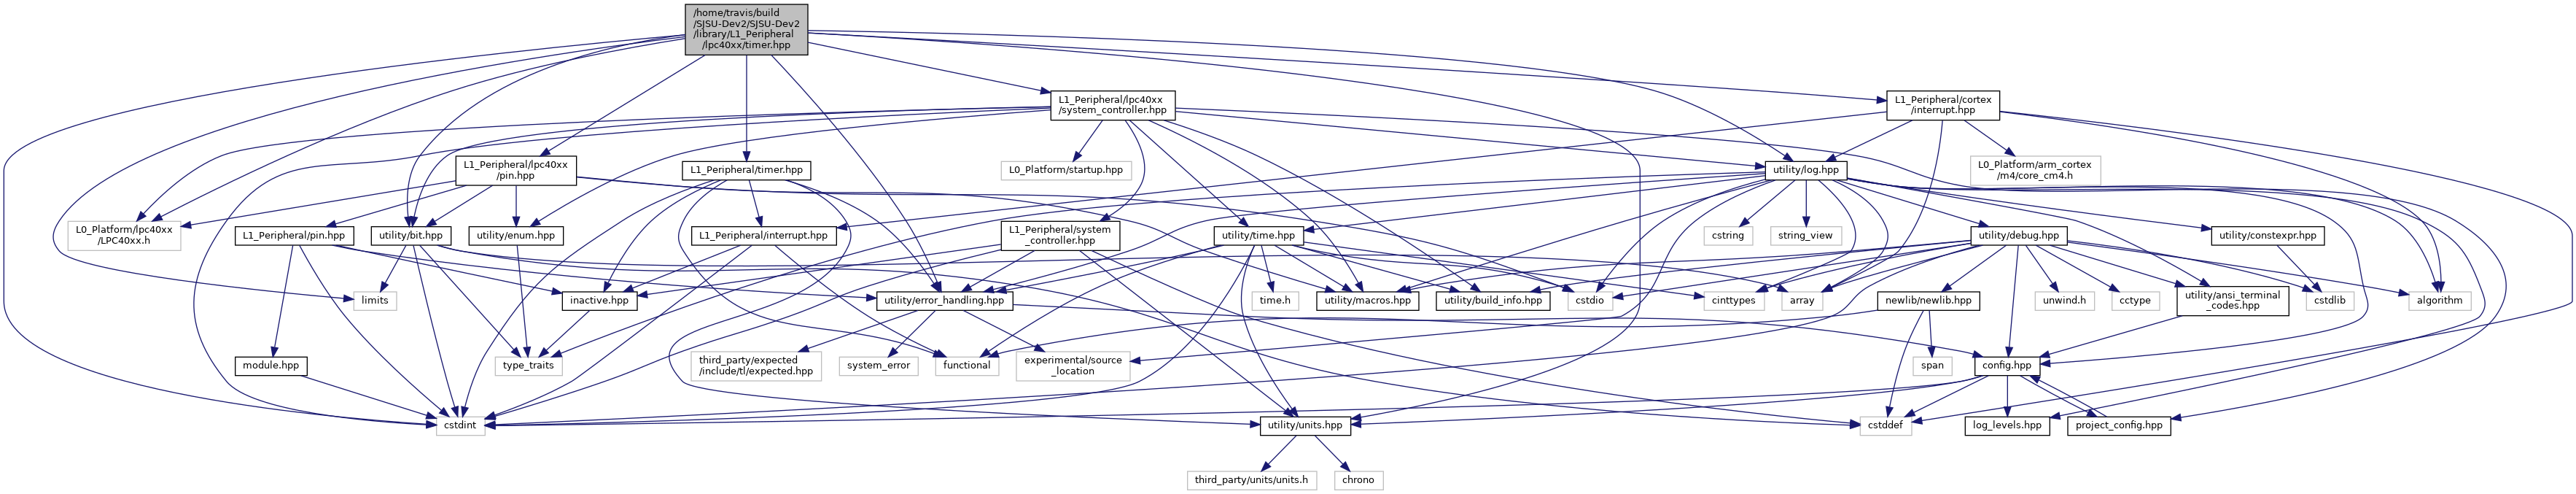 /home/travis/build
/SJSU-Dev2/SJSU-Dev2
/library/L1_Peripheral
/lpc40xx/timer.hpp
L1_Peripheral/lpc40xx
/system_controller.hpp
L1_Peripheral/cortex
/interrupt.hpp
L1_Peripheral/lpc40xx
/pin.hpp
L1_Peripheral/timer.hpp
L0_Platform/startup.hpp
utility/log.hpp
L0_Platform/arm_cortex
/m4/core_cm4.h
L0_Platform/lpc40xx
/LPC40xx.h
L1_Peripheral/pin.hpp
utility/bit.hpp
utility/enum.hpp
L1_Peripheral/interrupt.hpp
L1_Peripheral/system
_controller.hpp
utility/time.hpp
cstring
string_view
utility/debug.hpp
utility/constexpr.hpp
limits
inactive.hpp
utility/error_handling.hpp
time.h
utility/macros.hpp
utility/build_info.hpp
cstdio
cinttypes
array
newlib/newlib.hpp
unwind.h
cctype
utility/ansi_terminal
_codes.hpp
cstdlib
algorithm
module.hpp
type_traits
third_party/expected
/include/tl/expected.hpp
system_error
functional
experimental/source
_location
span
config.hpp
cstdint
utility/units.hpp
cstddef
log_levels.hpp
project_config.hpp
third_party/units/units.h
chrono